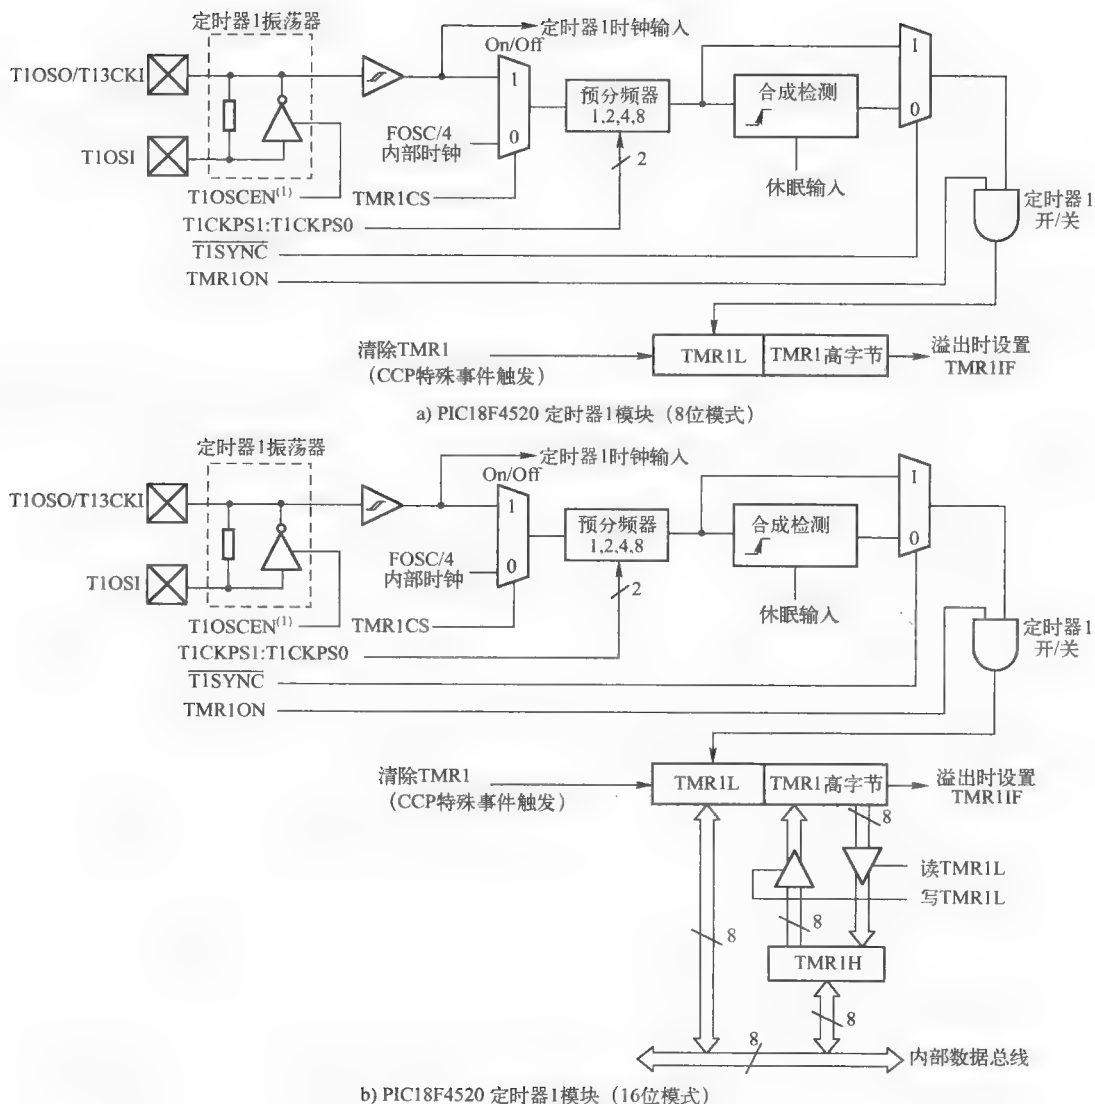 定时器1振荡器
定时器1时钟输入
On/Off
T1OSO/T13CKI
1
预分频器
1,2,4,8
合成检测
1
0
FOSC/4
内部时钟
0
2
T1OSI
休眠输入
T1OSCEN(1)
TMR1CS
定时器1
开/关
T1CKPS1:T1CKPS0
T1SYNC
TMR1ON
清除TMR1
（CCP特殊事件触发）
TMR1L
TMR1 高字节
溢出时设置
TMR1IF
a) PIC18F4520 定时器1模块（8位模式）
定时器1振荡器
定时器1时钟输入
On/Off
T1OSO/T13CKI
1
预分频器
1,2,4,8
合成检测
1
0
FOSC/4
内部时钟
0
2
T1OSI
休眠输入
T1OSCEN(1)
TMR1CS
定时器1
开/关
T1CKPS1:T1CKPS0
T1SYNC
TMR1ON
清除TMR1
（CCP特殊事件触发）
TMR1L
TMR1 高字节
溢出时设置
TMR1IF
8
读TMR1L
写TMR1L
8
8
TMR1H
8
8
内部数据总线
b) PIC18F4520 定时器1模块（16位模式）